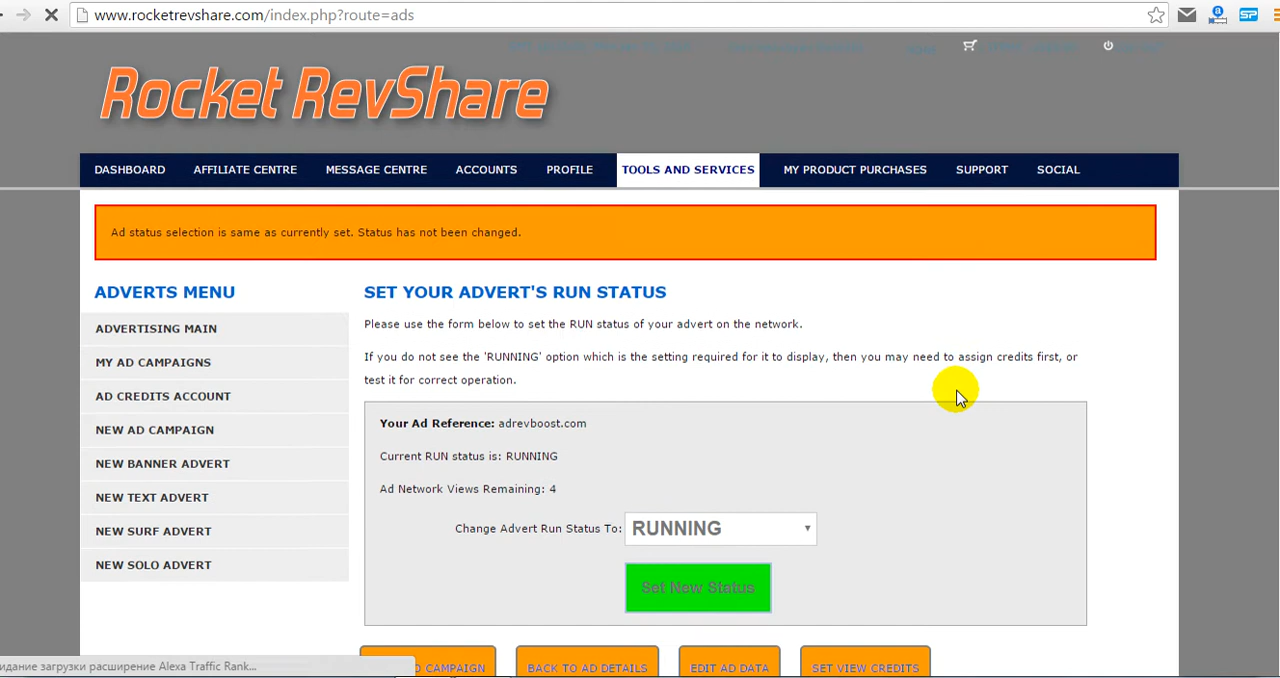 www.rocketrevshare.com/index.php?route=ads
Rocket RevShare
DASHBOARD AFFILIATE CENTRE MESSAGE CENTRE ACCOUNTS PROFILE TOOLS AND SERVICES MY PRODUCT PURCHASES SUPPORT SOCIAL
Ad status selection is same as currently set. Status has not been changed.
ADVERTS MENU
ADVERTISING MAIN
MY AD CAMPAIGNS
AD CREDITS ACCOUNT
NEW AD CAMPAIGN
NEW BANNER ADVERT
NEW TEXT ADVERT
NEW SURF ADVERT
NEW SOLO ADVERT
SET YOUR ADVERT'S RUN STATUS
Please use the form below to set the RUN status of your advert on the network.
If you do not see the 'RUNNING' option which is the setting required for it to display, then you may need to assign credits first, or
test it for correct operation.
Your Ad Reference: adrevboost.com
Current RUN status is: RUNNING
Ad Network Views Remaining: 4
Change Advert Run Status To: RUNNING
Set New Status
CAMPAIGN BACK TO AD DETAILS EDIT AD DATA SET VIEW CREDITS
идание загрузки расширение Alexa Traffic Rank...